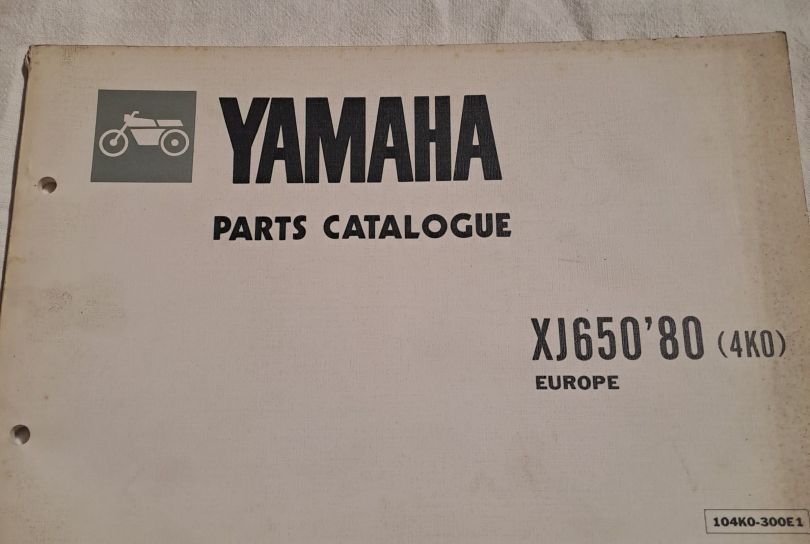 YAMAHA
PARTS CATALOGUE
XJ650'80 (4K0)
EUROPE
104K0-300E1